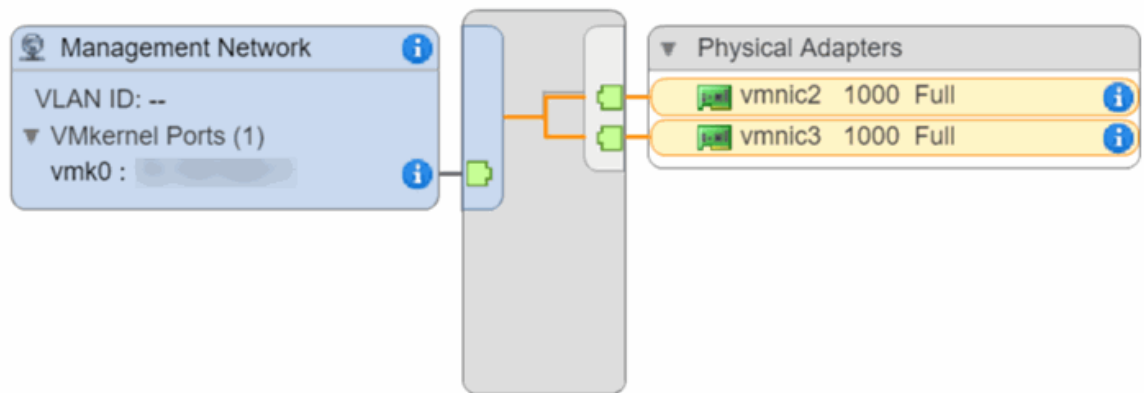 Management Network
VLAN ID: --
VMkernel Ports (1)
vmk0 :
Physical Adapters
vmnic2 1000 Full
vmnic3 1000 Full